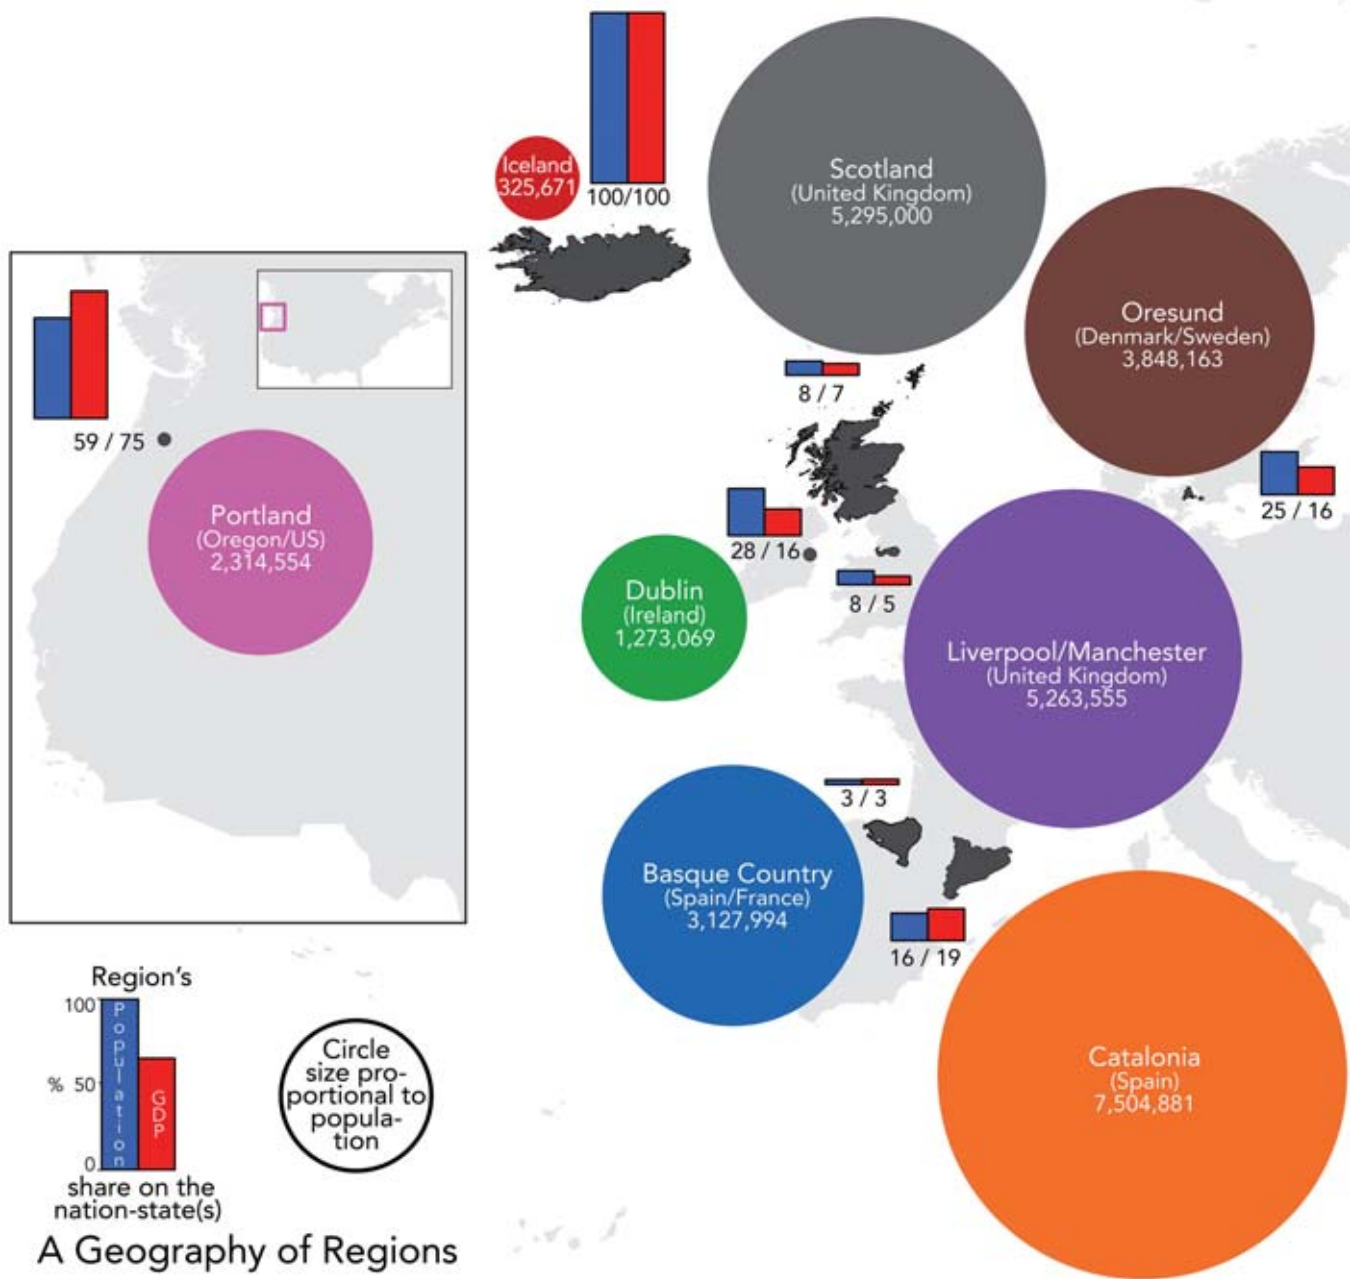 Iceland
325,671
100/100
Scotland
(United Kingdom)
5,295,000
8 / 7
Oresund
(Denmark/Sweden)
3,848,163
25 / 16
59 / 75
Portland
(Oregon/US)
2,314,554
28 / 16
Dublin
(Ireland)
1,273,069
8 / 5
Liverpool/Manchester
(United Kingdom)
5,263,555
3 / 3
Basque Country
(Spain/France)
3,127,994
16 / 19
Catalonia
(Spain)
7,504,881
Region's
100
% 50
0
Population
GDP
share on the
nation-state(s)
Circle
size pro-
portional to
popula-
tion
A Geography of Regions